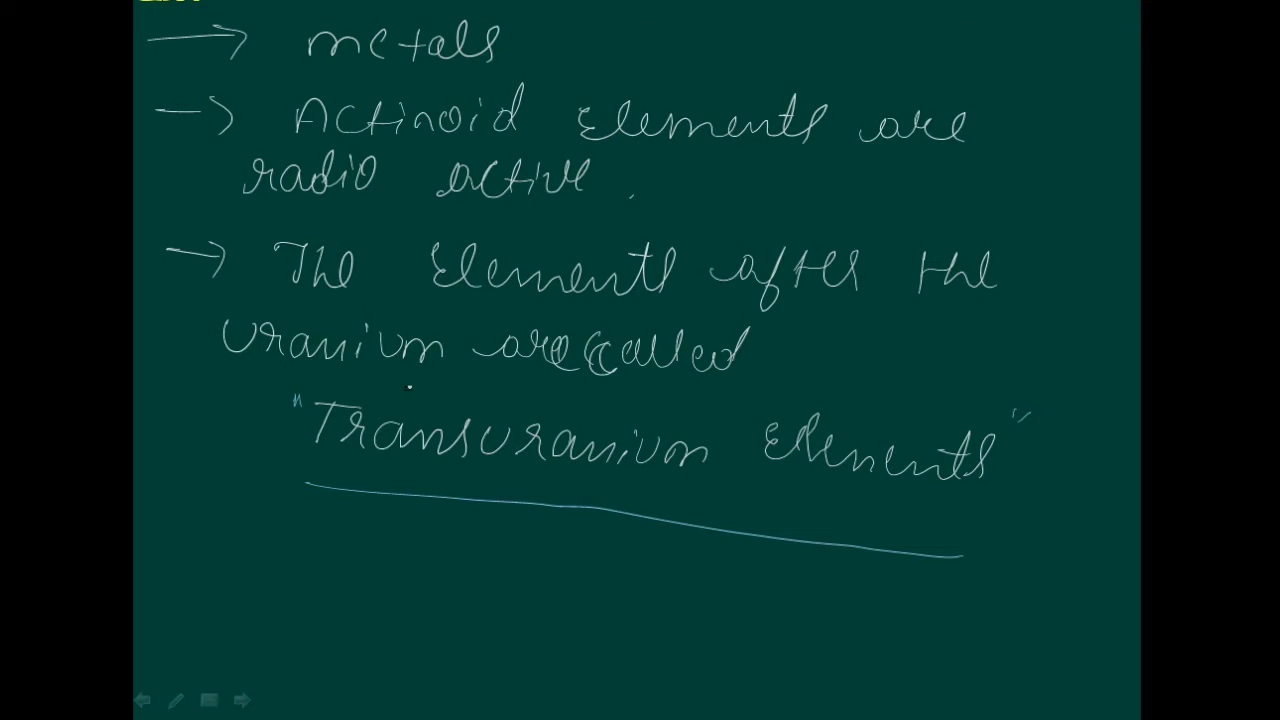 → metals
→ Actinoid Elements are
radio active.
→ The Elements after the
Uranium are called
"Transuranium Elements"